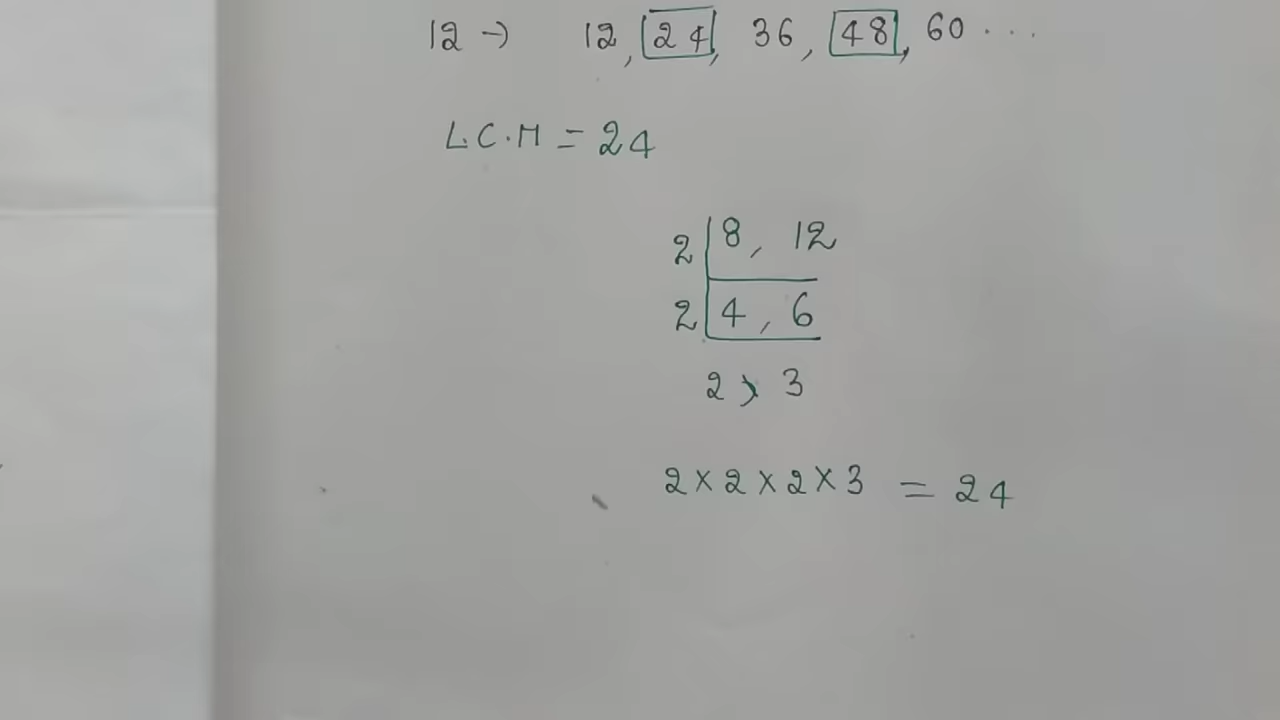 12 → 12, 24, 36, 48, 60 ...
L.C.M = 24
2 | 8, 12
2 | 4, 6
2, 3
2 × 2 × 2 × 3 = 24